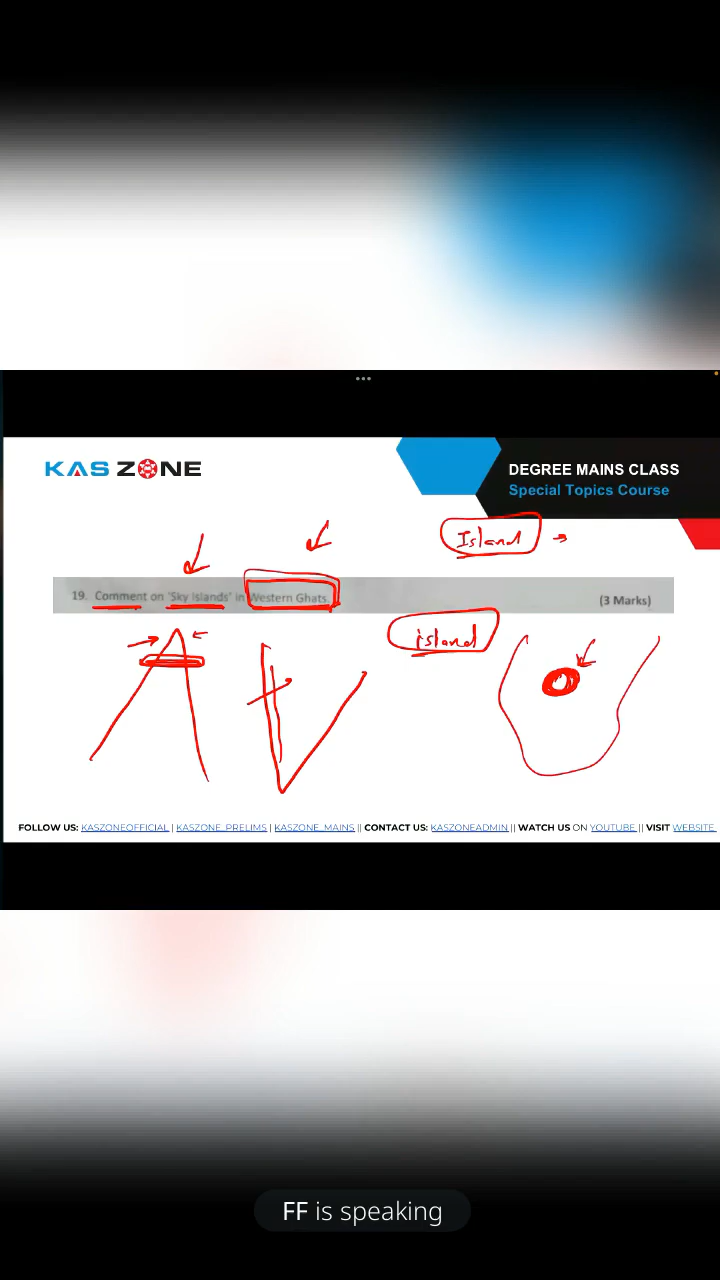 KAS ZONE
DEGREE MAINS CLASS
Special Topics Course
Island →
19. Comment on 'Sky Islands' in Western Ghats. (3 Marks)
island
FOLLOW US: KASZONEOFFICIAL | KASZONE_PRELIMS | KASZONE_MAINS || CONTACT US: KASZONEADMIN || WATCH US ON YOUTUBE || VISIT WEBSITE
FF is speaking